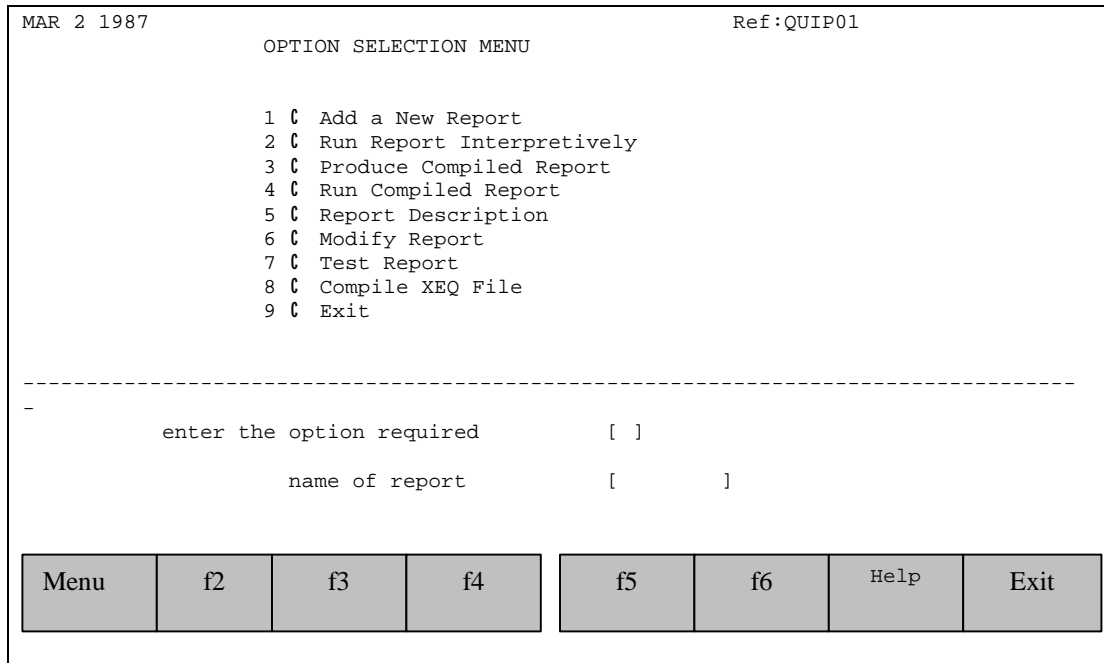 MAR 2 1987 Ref:QUIP01
OPTION SELECTION MENU
1 C Add a New Report
2 C Run Report Interpretively
3 C Produce Compiled Report
4 C Run Compiled Report
5 C Report Description
6 C Modify Report
7 C Test Report
8 C Compile XEQ File
9 C Exit
-----------------------------------------------------------------------------------
-
enter the option required [ ]
name of report [ ]
Menu f2 f3 f4 f5 f6 Help Exit